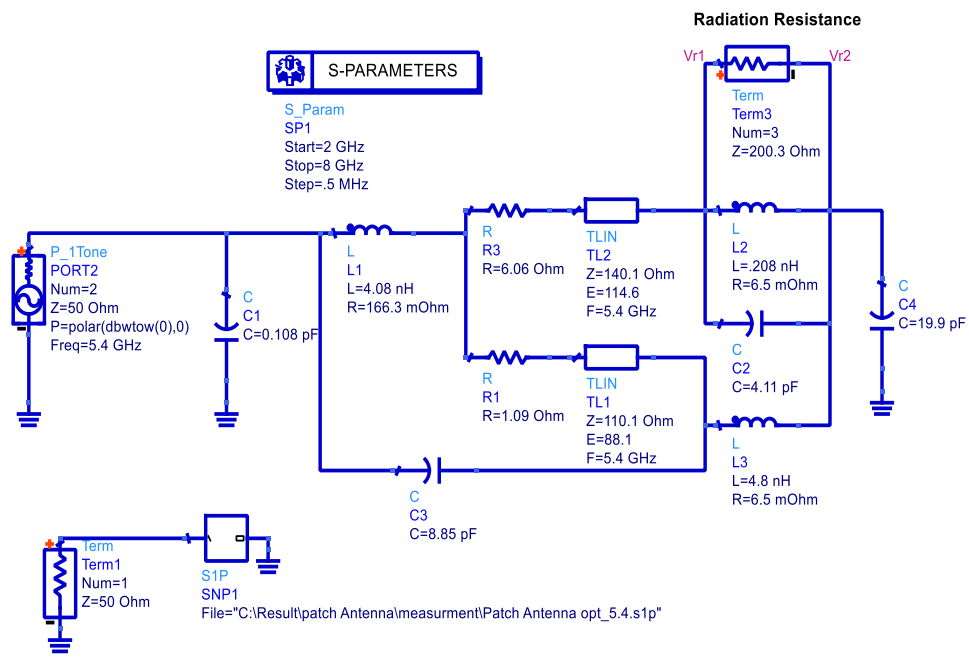 Radiation Resistance
Vr1
Vr2
S-PARAMETERS
S_Param
SP1
Start=2 GHz
Stop=8 GHz
Step=.5 MHz
Term
Term3
Num=3
Z=200.3 Ohm
P_1Tone
PORT2
Num=2
Z=50 Ohm
P=polar(dbwtow(0),0)
Freq=5.4 GHz
C
C1
C=0.108 pF
L
L1
L=4.08 nH
R=166.3 mOhm
R
R3
R=6.06 Ohm
TLIN
TL2
Z=140.1 Ohm
E=114.6
F=5.4 GHz
L
L2
L=.208 nH
R=6.5 mOhm
C
C4
C=19.9 pF
C
C2
C=4.11 pF
R
R1
R=1.09 Ohm
TLIN
TL1
Z=110.1 Ohm
E=88.1
F=5.4 GHz
L
L3
L=4.8 nH
R=6.5 mOhm
C
C3
C=8.85 pF
Term
Term1
Num=1
Z=50 Ohm
S1P
SNP1
File="C:\Result\patch Antenna\measurment\Patch Antenna opt_5.4.s1p"